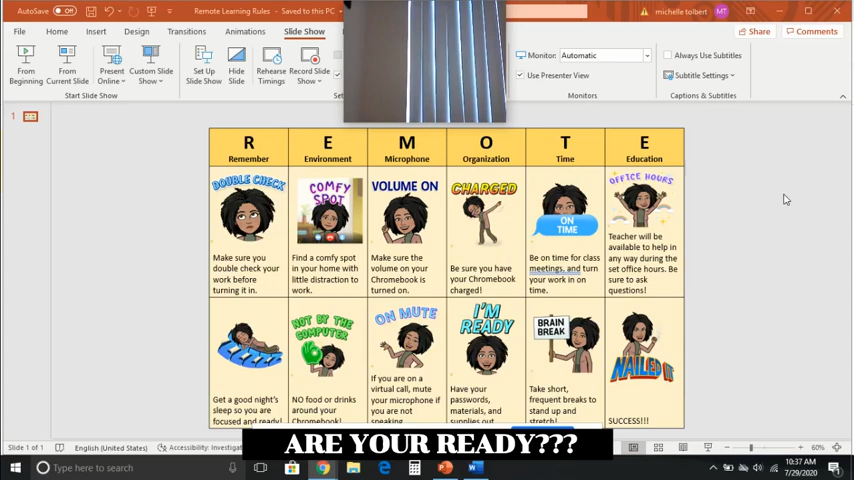 AutoSave Off
Remote Learning Rules - Saved to this PC
michelle tolbert
MT
File Home Insert Design Transitions Animations Slide Show
Share Comments
From Beginning
From Current Slide
Present Online
Custom Slide Show
Set Up Slide Show
Hide Slide
Rehearse Timings
Record Slide Show
Monitor: Automatic
Use Presenter View
Always Use Subtitles
Subtitle Settings
Start Slide Show
Monitors
Captions & Subtitles
1
R E M O T E
Remember Environment Microphone Organization Time Education
DOUBLE CHECK
Make sure you
double check your
work before
turning it in.
COMFY
SPOT
Find a comfy spot
in your home with
little distraction to
work.
VOLUME ON
Make sure the
volume on your
Chromebook is
turned on.
CHARGED
Be sure you have
your Chromebook
charged!
ON
TIME
Be on time for class
meetings, and turn
your work in on
time.
OFFICE HOURS
Teacher will be
available to help in
any way during the
set office hours. Be
sure to ask
questions!
Get a good night's
sleep so you are
focused and ready!
NOT BY THE
COMPUTER
NO food or drinks
around your
Chromebook!
ON MUTE
If you are on a
virtual call, mute
your microphone if
you are not
speaking.
I'M
READY
Have your
passwords,
materials, and
supplies out
BRAIN
BREAK
Take short,
frequent breaks to
stand up and
stretch!
NAILED IT
SUCCESS!!!
Slide 1 of 1 English (United States) Accessibility: Investigat
60%
ARE YOUR READY???
Type here to search
10:37 AM
7/29/2020